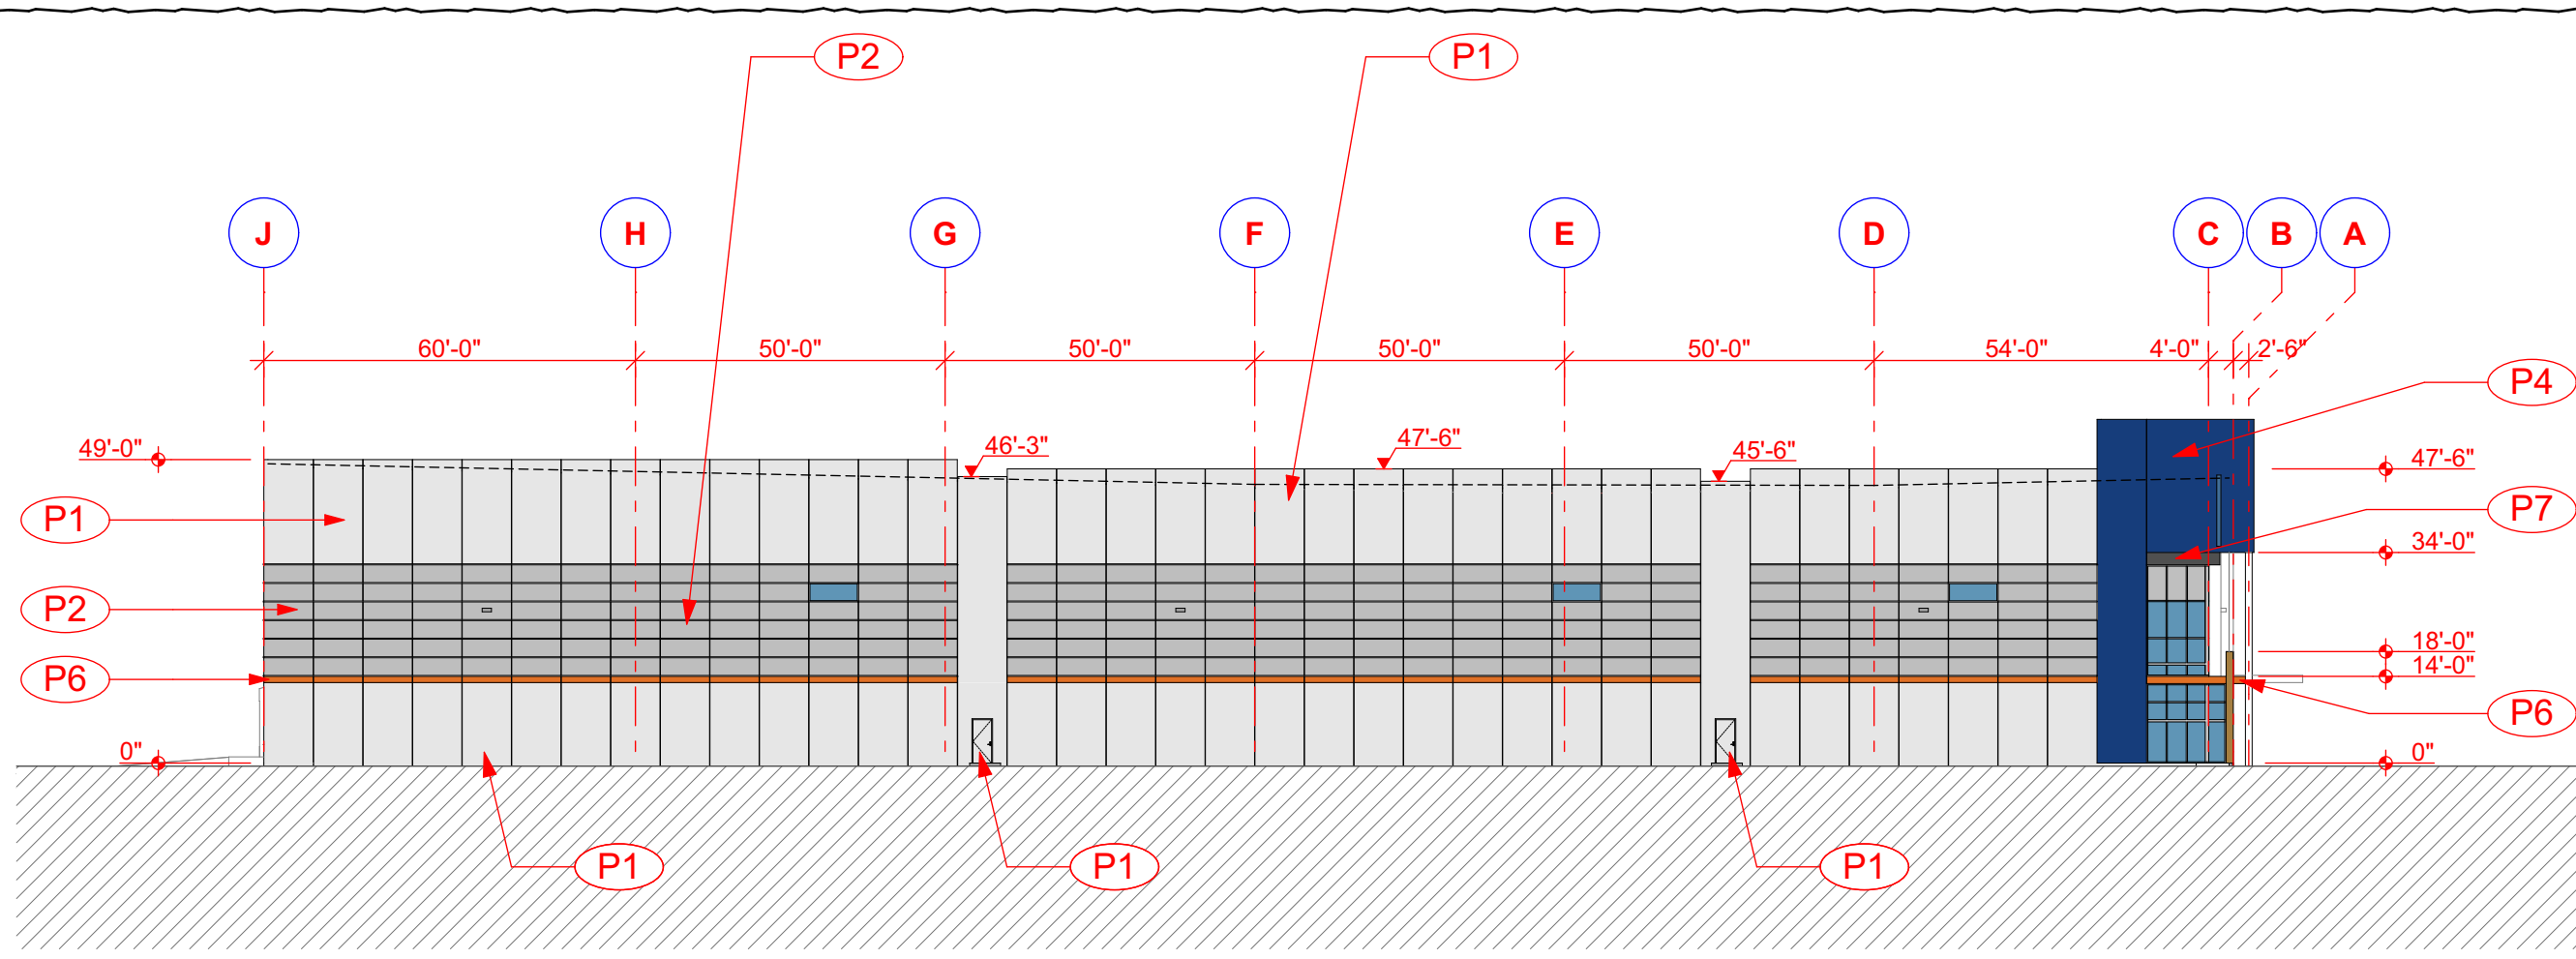 P2
P1
J
H
G
F
E
D
C
B
A
60'-0"
50'-0"
50'-0"
50'-0"
50'-0"
54'-0"
4'-0"
2'-6"
P4
49'-0"
46'-3"
47'-6"
45'-6"
47'-6"
P1
P7
34'-0"
P2
P6
18'-0"
14'-0"
P6
0"
0"
P1
P1
P1